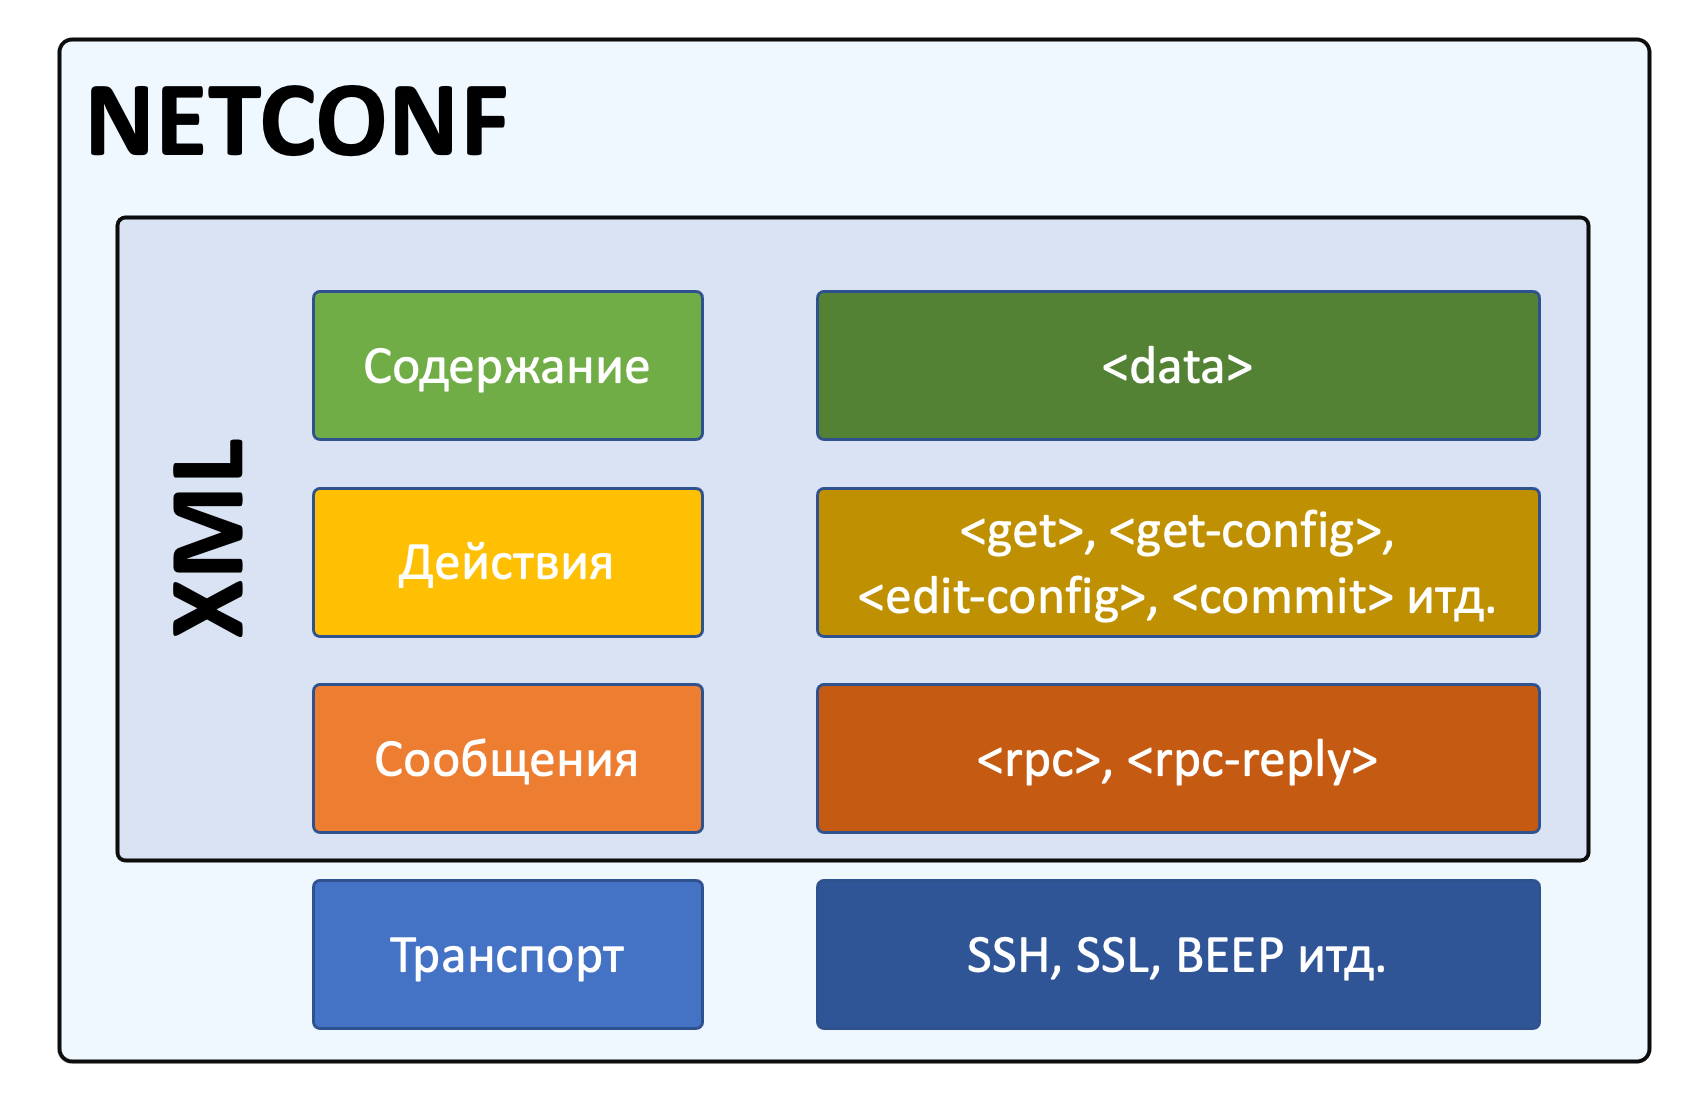 NETCONF
XML
Содержание
<data>
Действия
<get>, <get-config>,
<edit-config>, <commit> итд.
Сообщения
<rpc>, <rpc-reply>
Транспорт
SSH, SSL, BEEP итд.